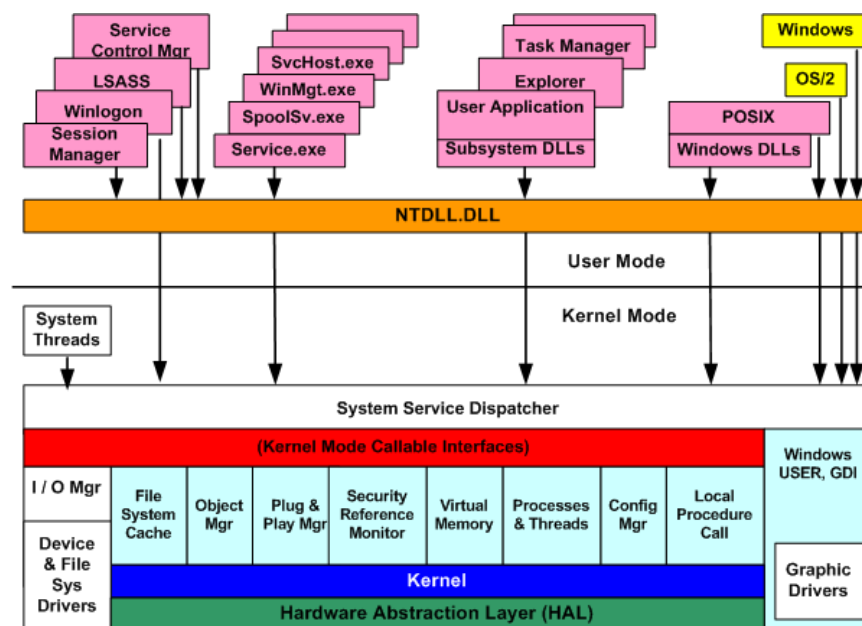 Service
Control Mgr
LSASS
Winlogon
Session
Manager
SvcHost.exe
WinMgt.exe
SpoolSv.exe
Service.exe
Task Manager
Explorer
User Application
Subsystem DLLs
POSIX
Windows DLLs
Windows
OS/2
NTDLL.DLL
User Mode
Kernel Mode
System
Threads
System Service Dispatcher
(Kernel Mode Callable Interfaces)
I / O Mgr
File
System
Cache
Object
Mgr
Plug &
Play Mgr
Security
Reference
Monitor
Virtual
Memory
Processes
& Threads
Config
Mgr
Local
Procedure
Call
Windows
USER, GDI
Device
& File
Sys
Drivers
Graphic
Drivers
Kernel
Hardware Abstraction Layer (HAL)